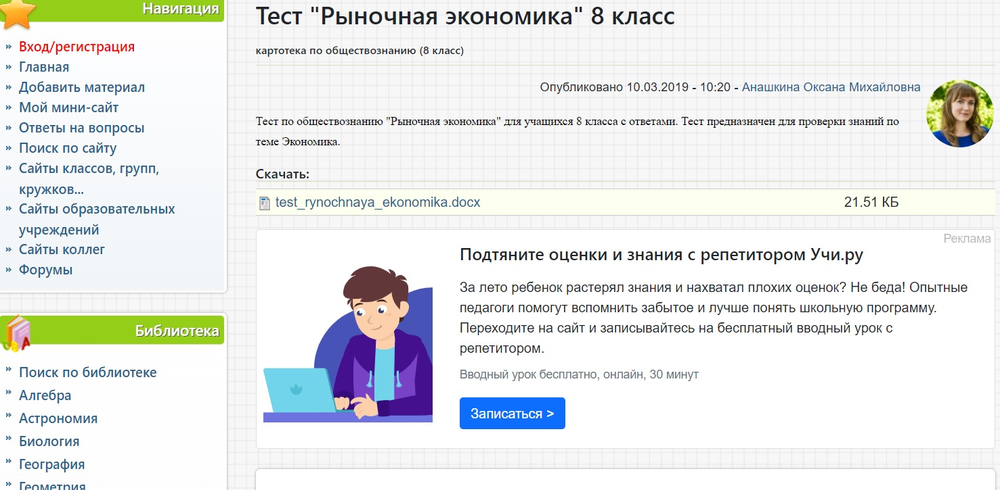 Навигация
Вход/регистрация
Главная
Добавить материал
Мой мини-сайт
Ответы на вопросы
Поиск по сайту
Сайты классов, групп,
кружков...
Сайты образовательных
учреждений
Сайты коллег
Форумы
Библиотека
Поиск по библиотеке
Алгебра
Астрономия
Биология
География
Геометрия
Тест "Рыночная экономика" 8 класс
картотека по обществознанию (8 класс)
Опубликовано 10.03.2019 - 10:20 - Анашкина Оксана Михайловна
Тест по обществознанию "Рыночная экономика" для учащихся 8 класса с ответами. Тест предназначен для проверки знаний по
теме Экономика.
Скачать:
test_rynochnaya_ekonomika.docx 21.51 КБ
Реклама
Подтяните оценки и знания с репетитором Учи.ру
За лето ребенок растерял знания и нахватал плохих оценок? Не беда! Опытные
педагоги помогут вспомнить забытое и лучше понять школьную программу.
Переходите на сайт и записывайтесь на бесплатный вводный урок с
репетитором.
Вводный урок бесплатно, онлайн, 30 минут
Записаться >